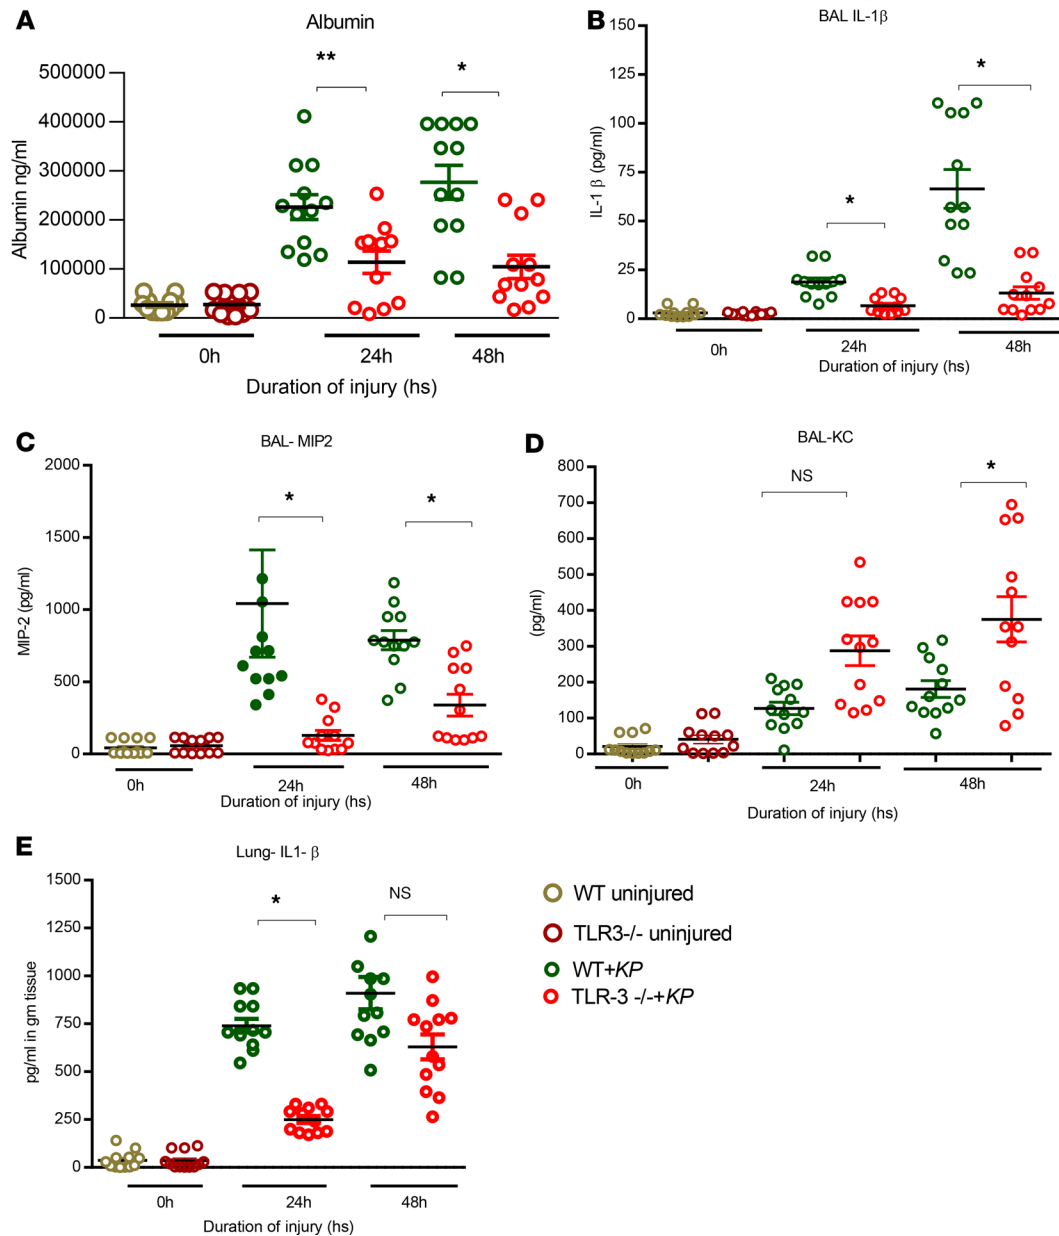 A
Albumin
**
*
Albumin ng/ml
500000
400000
300000
200000
100000
0
0h
24h
48h
Duration of injury (hs)
B
BAL IL-1β
*
*
IL-1 β (pg/ml)
150
125
100
75
50
25
0
0h
24h
48h
Duration of injury (hs)
C
BAL- MIP2
*
*
MIP-2 (pg/ml)
2000
1500
1000
500
0
0h
24h
48h
Duration of injury (hs)
D
BAL-KC
NS
*
(pg/ml)
800
700
600
500
400
300
200
100
0
0h
24h
48h
Duration of injury (hs)
E
Lung- IL1- β
*
NS
pg/ml in gm tissue
1500
1250
1000
750
500
250
0
0h
24h
48h
Duration of injury (hs)
WT uninjured
TLR3-/- uninjured
WT+KP
TLR-3 -/-+KP